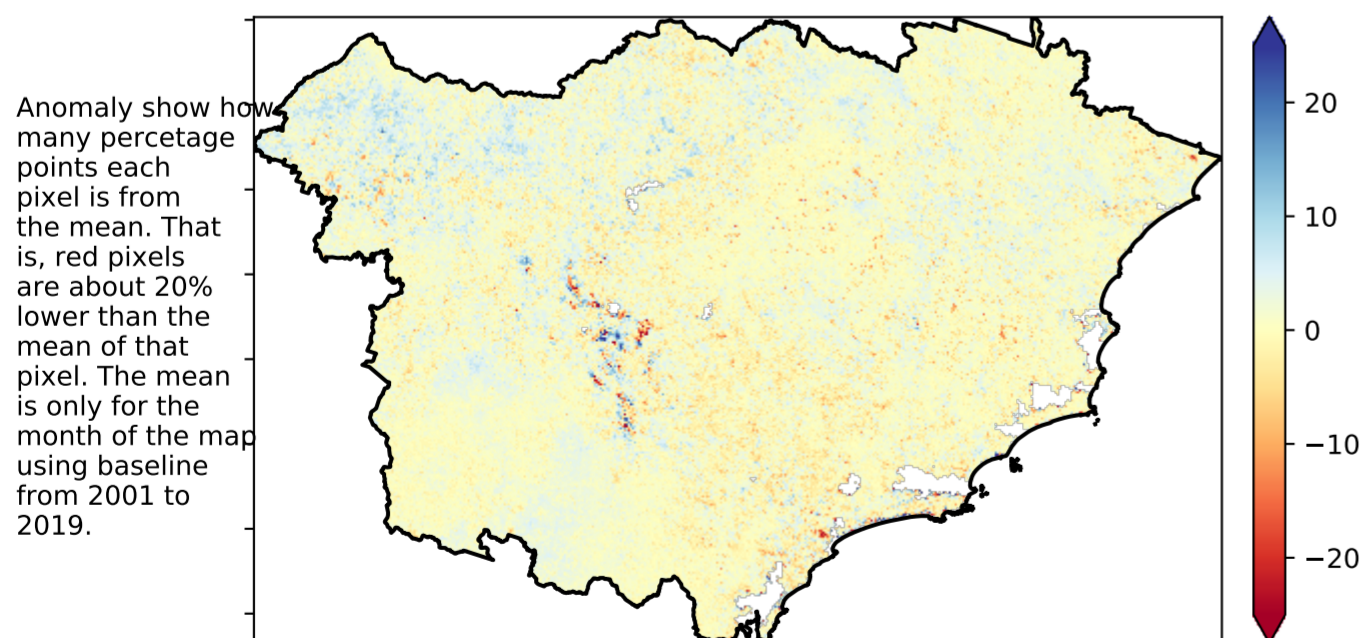 Anomaly show how
many percetage
points each
pixel is from
the mean. That
is, red pixels
are about 20%
lower than the
mean of that
pixel. The mean
is only for the
month of the map
using baseline
from 2001 to
2019.
20
10
0
−10
−20